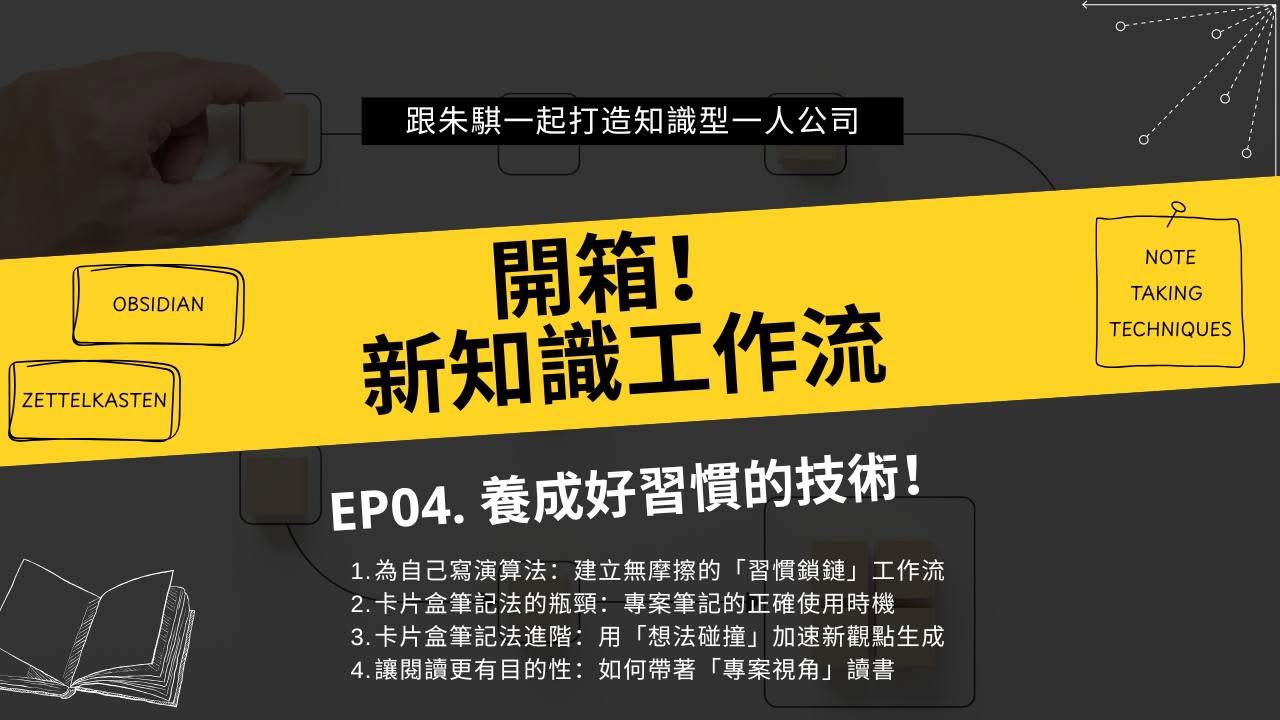 跟朱騏一起打造知識型一人公司
開箱！
新知識工作流
OBSIDIAN
ZETTELKASTEN
NOTE
TAKING
TECHNIQUES
EP04. 養成好習慣的技術！
1. 為自己寫演算法：建立無摩擦的「習慣鎖鏈」工作流
2. 卡片盒筆記法的瓶頸：專案筆記的正確使用時機
3. 卡片盒筆記法進階：用「想法碰撞」加速新觀點生成
4. 讓閱讀更有目的性：如何帶著「專案視角」讀書